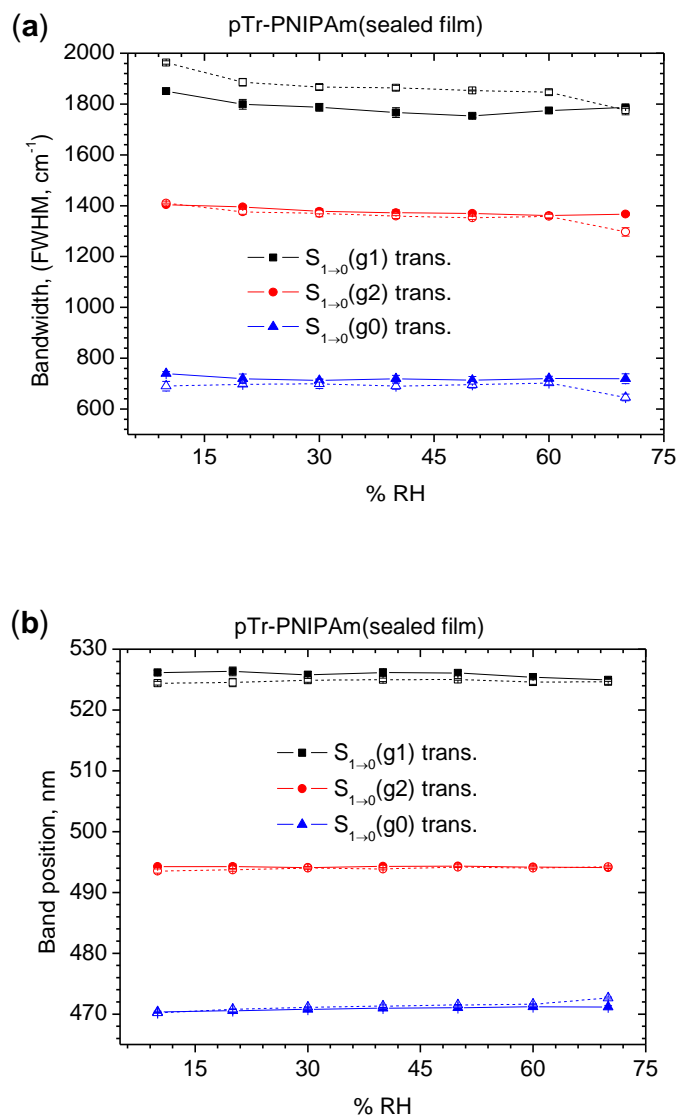 (a)
pTr-PNIPAm(sealed film)
2000
1800
1600
1400
1200
1000
800
600
Bandwidth, (FWHM, cm⁻¹)
S₁→₀(g1) trans.
S₁→₀(g2) trans.
S₁→₀(g0) trans.
15 30 45 60 75
% RH
(b)
pTr-PNIPAm(sealed film)
530
520
510
500
490
480
470
Band position, nm
S₁→₀(g1) trans.
S₁→₀(g2) trans.
S₁→₀(g0) trans.
15 30 45 60 75
% RH